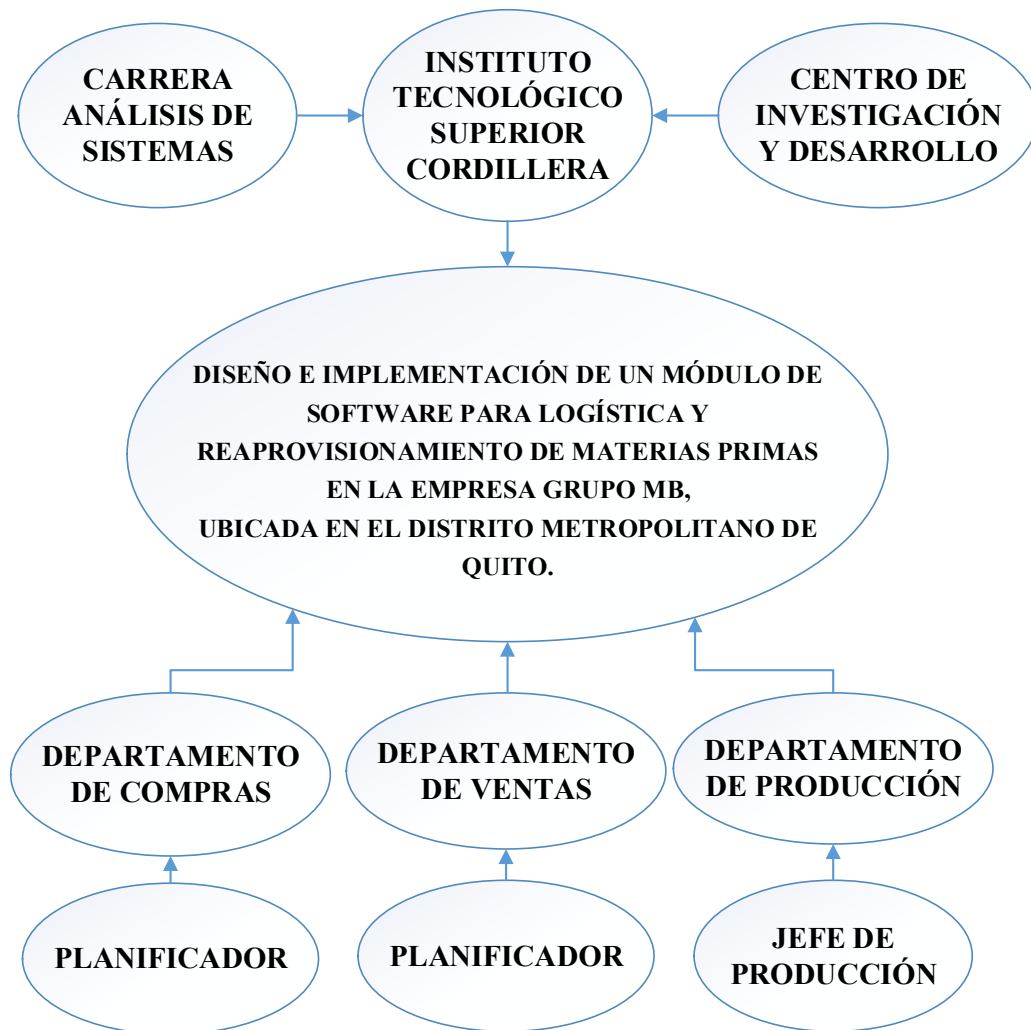 CARRERA
ANÁLISIS DE
SISTEMAS
INSTITUTO
TECNOLÓGICO
SUPERIOR
CORDILLERA
CENTRO DE
INVESTIGACIÓN
Y DESARROLLO
DISEÑO E IMPLEMENTACIÓN DE UN MÓDULO DE
SOFTWARE PARA LOGÍSTICA Y
REAPROVISIONAMIENTO DE MATERIAS PRIMAS
EN LA EMPRESA GRUPO MB,
UBICADA EN EL DISTRITO METROPOLITANO DE
QUITO.
DEPARTAMENTO
DE COMPRAS
DEPARTAMENTO
DE VENTAS
DEPARTAMENTO
DE PRODUCCIÓN
PLANIFICADOR
PLANIFICADOR
JEFE DE
PRODUCCIÓN